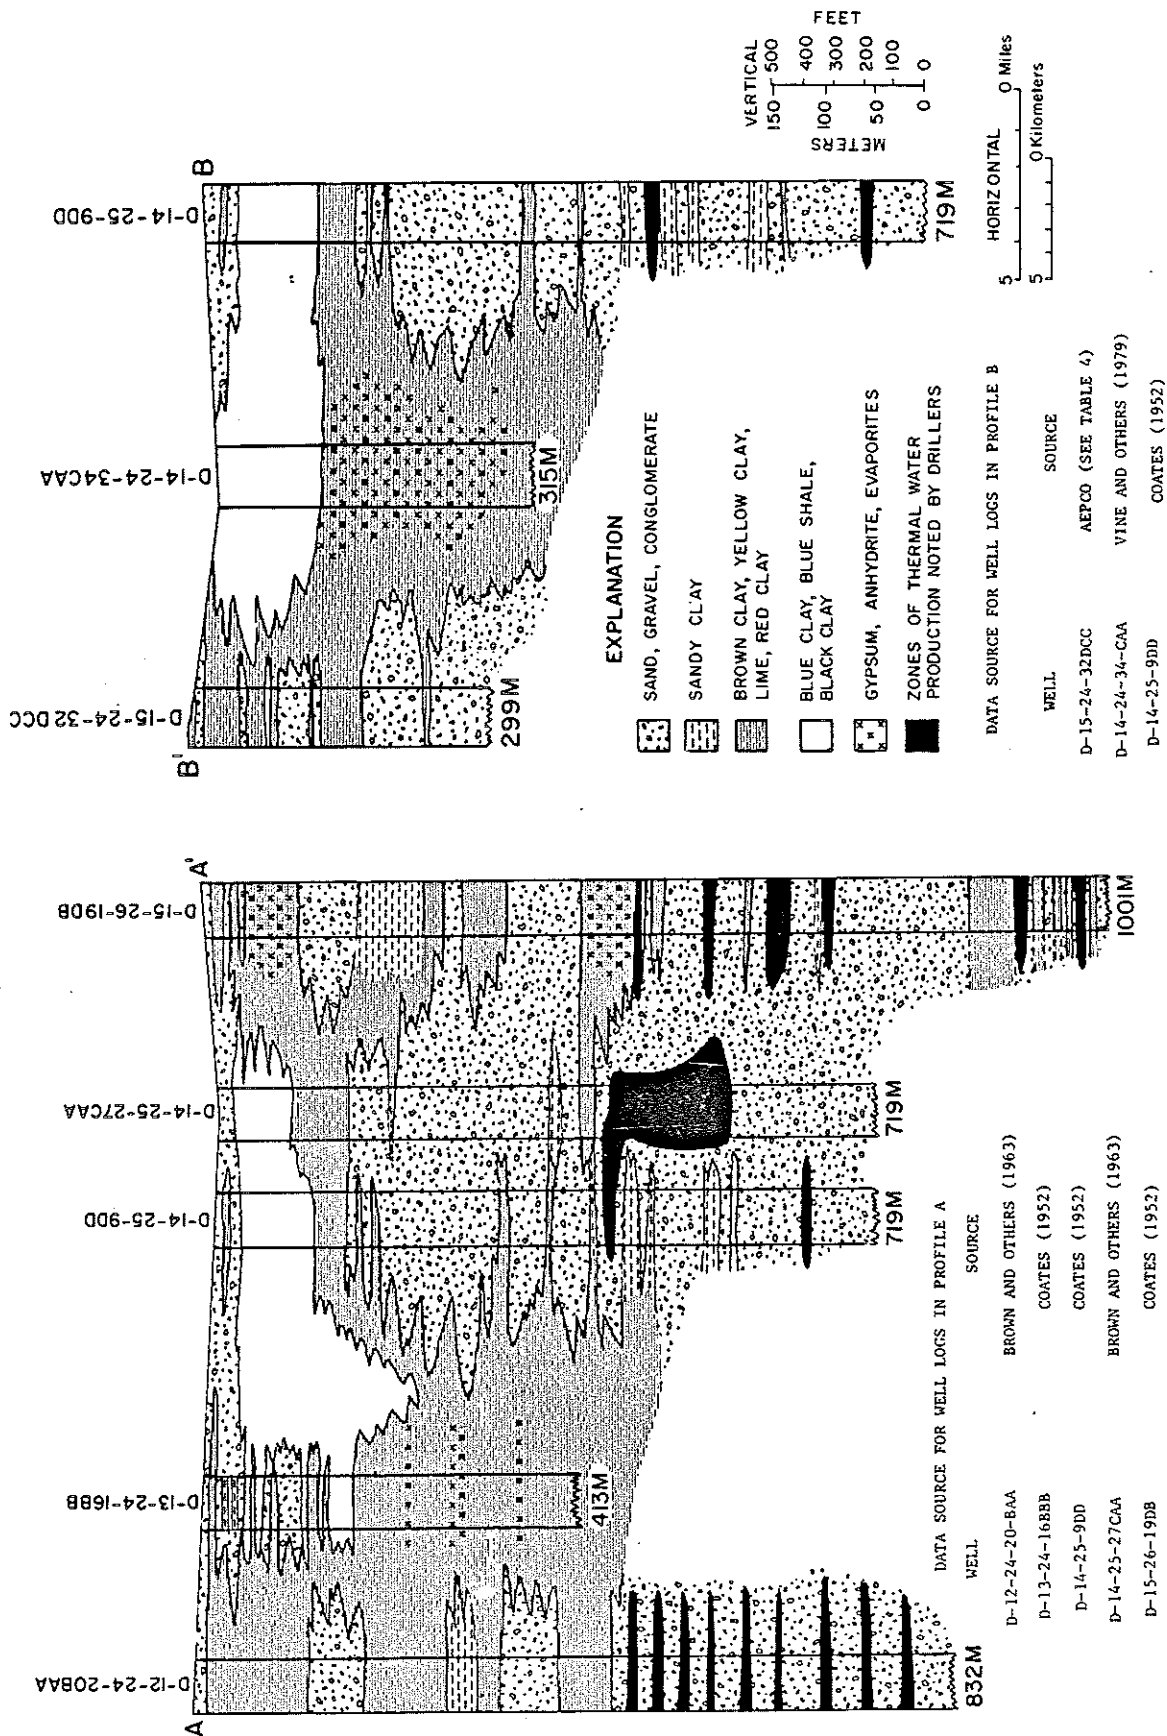 A
D-12-24-20BAA
D-13-24-16BB
D-14-25-9DD
D-14-25-27CAA
D-15-26-19DB
A'
832M
413M
719M
719M
1001M
DATA SOURCE FOR WELL LOGS IN PROFILE A
WELL SOURCE
D-12-24-20-BAA BROWN AND OTHERS (1963)
D-13-24-16BBB COATES (1952)
D-14-25-9DD COATES (1952)
D-14-25-27CAA BROWN AND OTHERS (1963)
D-15-26-19DB COATES (1952)
B'
D-15-24-32DCC
D-14-24-34CAA
D-14-25-9DD
B
299M
315M
719M
EXPLANATION
SAND, GRAVEL, CONGLOMERATE
SANDY CLAY
BROWN CLAY, YELLOW CLAY,
LIME, RED CLAY
BLUE CLAY, BLUE SHALE,
BLACK CLAY
GYPSUM, ANHYDRITE, EVAPORITES
ZONES OF THERMAL WATER
PRODUCTION NOTED BY DRILLERS
VERTICAL
METERS
FEET
150 500
400
100 300
50 200
100
0 0
HORIZONTAL
5 0 Miles
5 0 Kilometers
DATA SOURCE FOR WELL LOGS IN PROFILE B
WELL SOURCE
D-15-24-32DCC AEPCO (SEE TABLE 4)
D-14-24-34-CAA VINE AND OTHERS (1979)
D-14-25-9DD COATES (1952)